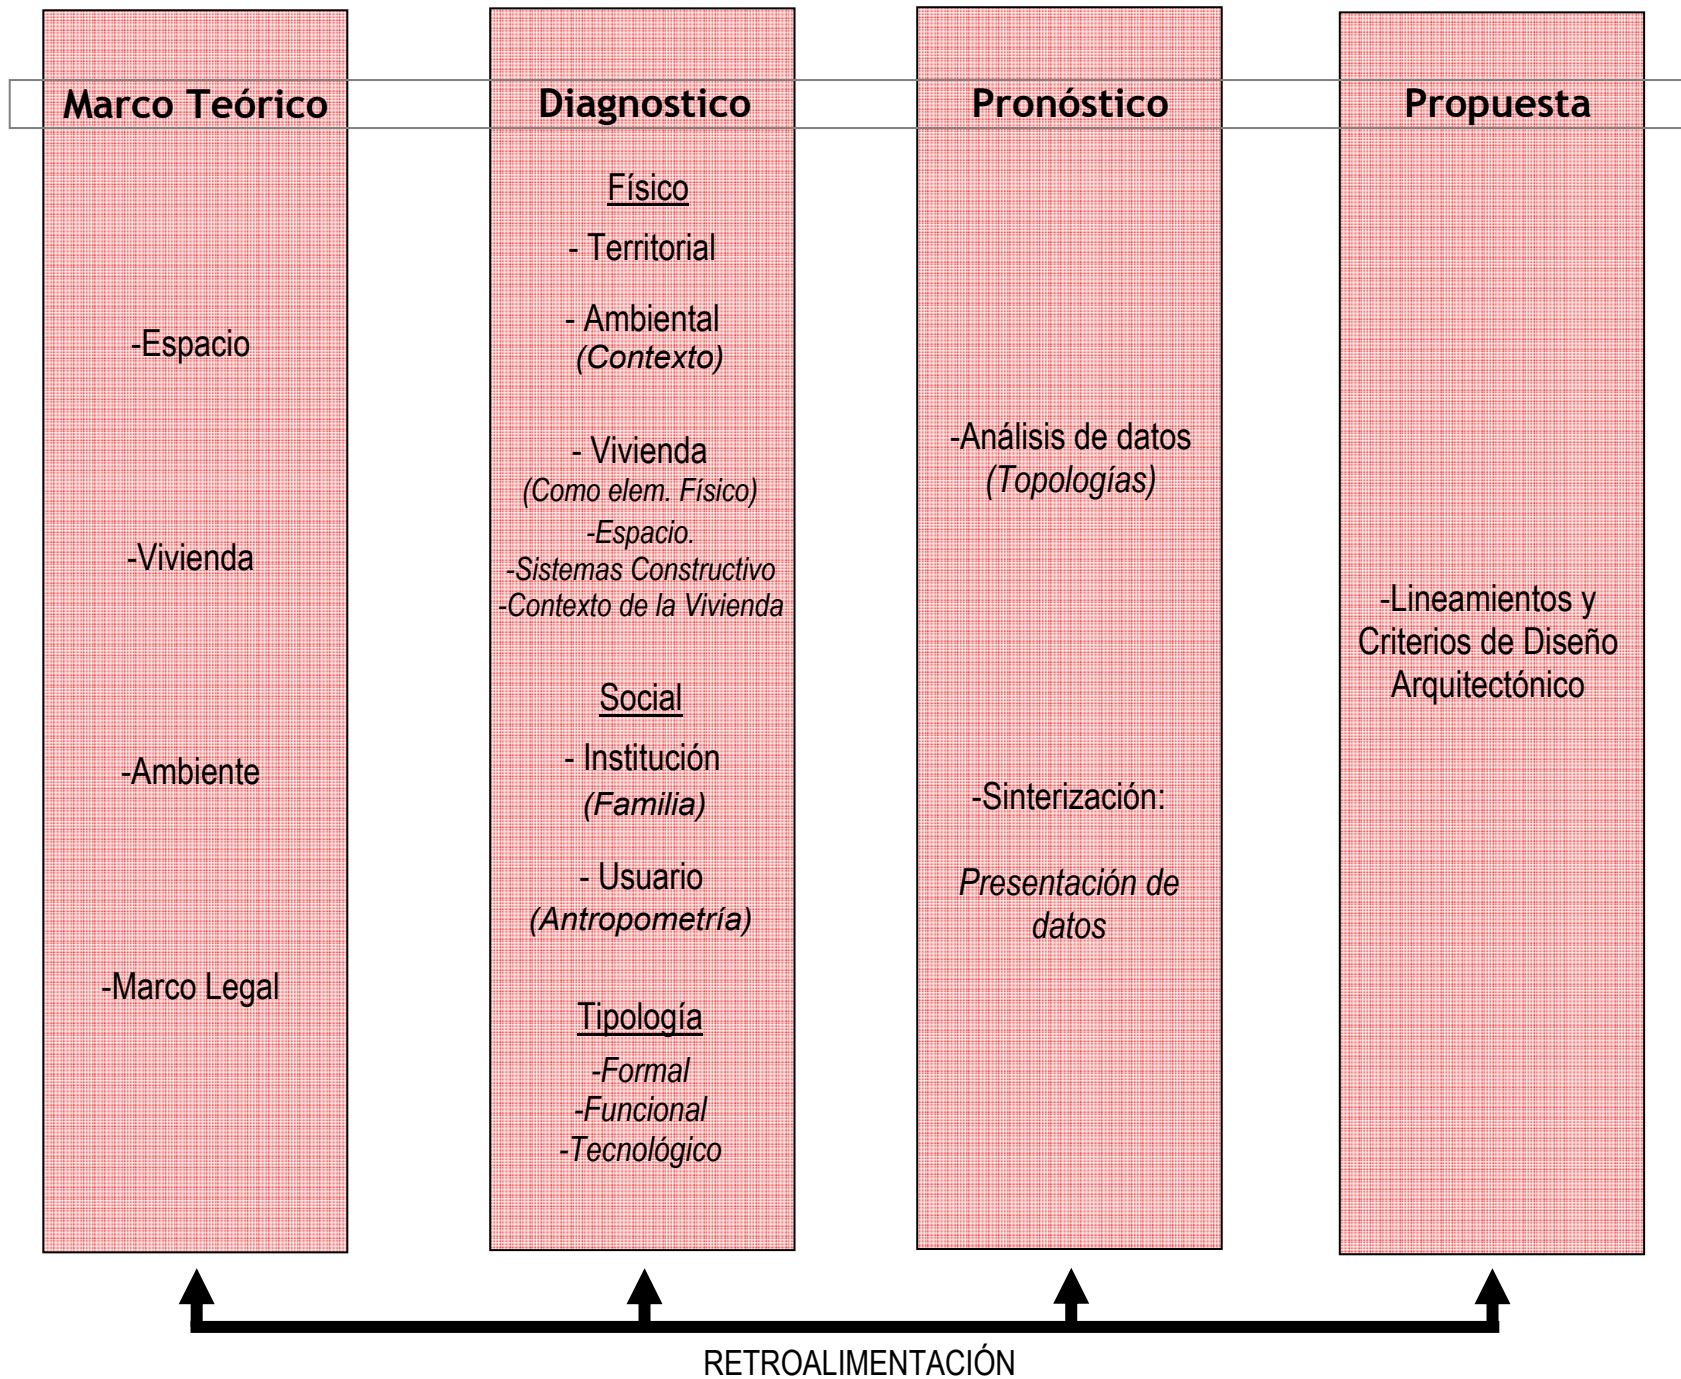 Marco Teórico
-Espacio
-Vivienda
-Ambiente
-Marco Legal
Diagnostico
Físico
- Territorial
- Ambiental
(Contexto)
- Vivienda
(Como elem. Físico)
-Espacio.
-Sistemas Constructivo
-Contexto de la Vivienda
Social
- Institución
(Familia)
- Usuario
(Antropometría)
Tipología
-Formal
-Funcional
-Tecnológico
Pronóstico
-Análisis de datos
(Topologías)
-Sinterización:
Presentación de
datos
Propuesta
-Lineamientos y
Criterios de Diseño
Arquitectónico
RETROALIMENTACIÓN